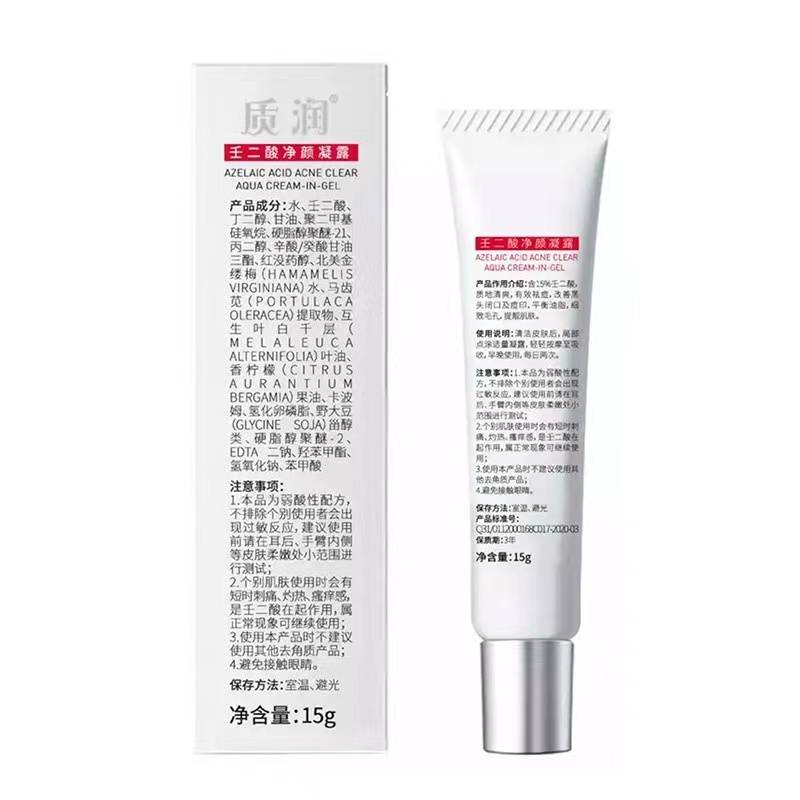 质润®
壬二酸净颜凝露
AZELAIC ACID ACNE CLEAR
AQUA CREAM-IN-GEL
产品成分：水、壬二酸、
丁二醇、甘油、聚二甲基
硅氧烷、硬脂醇聚醚-21、
丙二醇、辛酸/癸酸甘油
三酯、红没药醇、北美金
缕梅(HAMAMELIS
VIRGINIANA)水、马齿
苋(PORTULACA
OLERACEA)提取物、互
生叶白千层(
MELALEUCA
ALTERNIFOLIA)叶油、
香柠檬(CITRUS
AURANTIUM
BERGAMIA)果油、卡波
姆、氢化卵磷脂、野大豆
(GLYCINE SOJA)甾醇
类、硬脂醇聚醚-2、
EDTA 二钠、羟苯甲酯、
氢氧化钠、苯甲酸
注意事项：
1.本品为弱酸性配方，
不排除个别使用者会出
现过敏反应，建议使用
前请在耳后、手臂内侧
等皮肤柔嫩处小范围进
行测试；
2.个别肌肤使用时会有
短时刺痛、灼热、瘙痒感，
是壬二酸在起作用，属
正常现象可继续使用；
3.使用本产品时不建议
使用其他去角质产品；
4.避免接触眼睛。
保存方法：室温、避光
净含量：15g
壬二酸净颜凝露
AZELAIC ACID ACNE CLEAR
AQUA CREAM-IN-GEL
产品作用介绍：含15%壬二酸，
质地清爽，有效祛痘，改善黑
头闭口及痘印，平衡油脂，细
致毛孔，提靓肌肤。
使用说明：清洁皮肤后，局部
点涂适量凝露，轻轻按摩至吸
收，早晚使用，每日两次。
注意事项：1.本品为弱酸性配
方，不排除个别使用者会出现
过敏反应，建议使用前请在耳
后、手臂内侧等皮肤柔嫩处小
范围进行测试；
2.个别肌肤使用时会有短时刺
痛、灼热、瘙痒感，是壬二酸在
起作用，属正常现象可继续使用；
3.使用本产品时不建议使用其
他去角质产品；
4.避免接触眼睛。
保存方法：室温、避光
产品标准号：
Q31/0112000168C017-2020-03
保质期：3年
净含量：15g